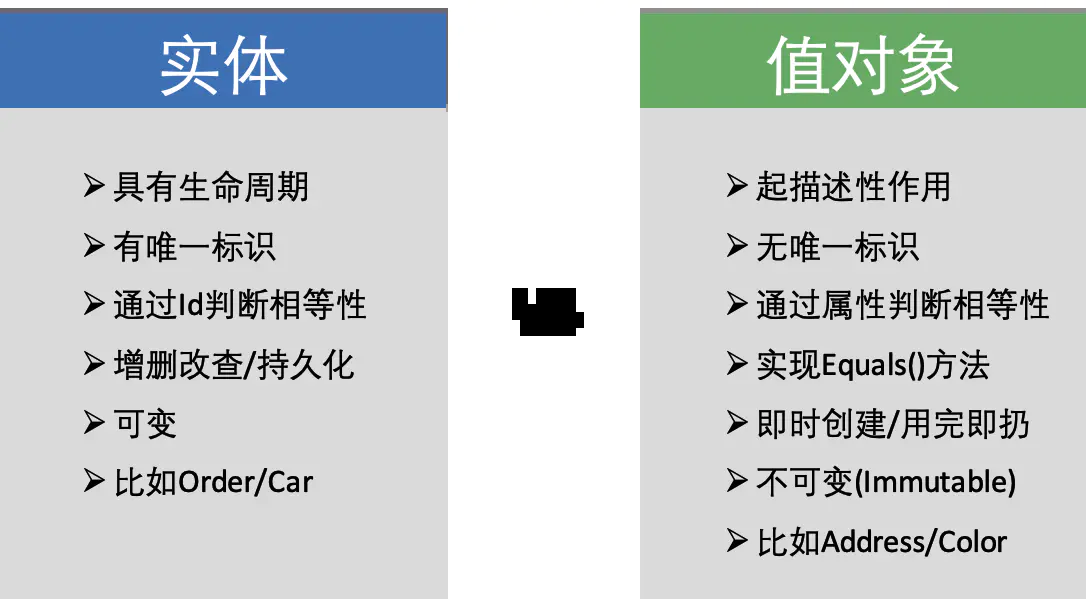 实体
具有生命周期
有唯一标识
通过Id判断相等性
增删改查/持久化
可变
比如Order/Car
值对象
起描述性作用
无唯一标识
通过属性判断相等性
实现Equals()方法
即时创建/用完即扔
不可变(Immutable)
比如Address/Color